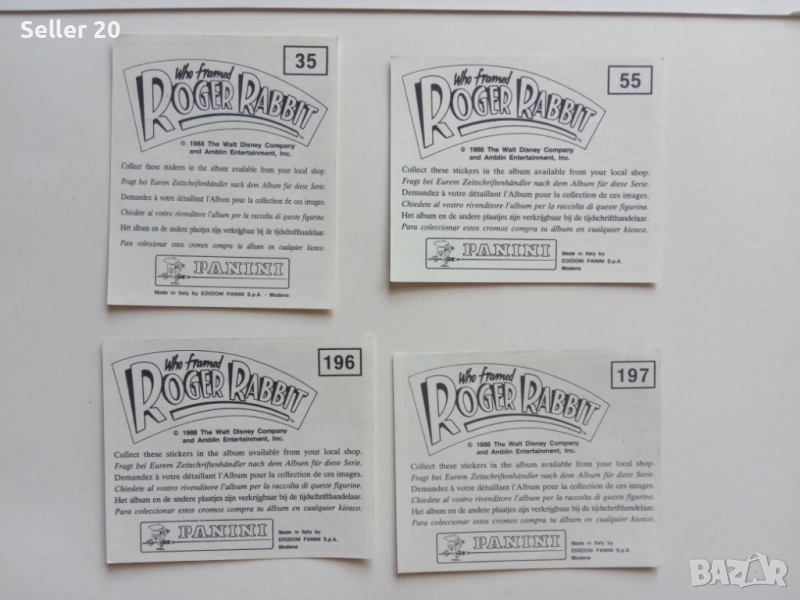 Seller 20
35
Who framed
ROGER RABBIT
© 1988 The Walt Disney Company
and Amblin Entertainment, Inc.
Collect these stickers in the album available from your local shop.
Fragt bei Eurem Zeitschriftenhändler nach dem Album für diese Serie.
Demandez à votre détaillant l'Album pour la collection de ces images.
Chiedete al vostro rivenditore l'album per la raccolta di queste figurine.
Het album en de andere plaatjes zijn verkrijgbaar bij de tijdschrifthandelaar.
Para coleccionar estos cromos compra tu álbum en cualquier kiosco.
PANINI
Made in Italy by EDIZIONI PANINI S.p.A. - Modena
55
Who framed
ROGER RABBIT
TM
© 1988 The Walt Disney Company
and Amblin Entertainment, Inc.
Collect these stickers in the album available from your local shop.
Fragt bei Eurem Zeitschriftenhändler nach dem Album für diese Serie.
Demandez à votre détaillant l'Album pour la collection de ces images.
Chiedete al vostro rivenditore l'album per la raccolta di queste figurine.
Het album en de andere plaatjes zijn verkrijgbaar bij de tijdschrifthandelaar.
Para coleccionar estos cromos compra tu álbum en cualquier kiosco.
PANINI
Made in Italy by
EDIZIONI PANINI S.p.A.
Modena
196
Who framed
ROGER RABBIT
© 1988 The Walt Disney Company
and Amblin Entertainment, Inc.
Collect these stickers in the album available from your local shop.
Fragt bei Eurem Zeitschriftenhändler nach dem Album für diese Serie.
Demandez à votre détaillant l'Album pour la collection de ces images.
Chiedete al vostro rivenditore l'album per la raccolta di queste figurine.
Het album en de andere plaatjes zijn verkrijgbaar bij de tijdschrifthandelaar.
Para coleccionar estos cromos compra tu álbum en cualquier kiosco.
PANINI
Made in Italy by
EDIZIONI PANINI S.p.A.
Modena
197
Who framed
ROGER RABBIT
© 1988 The Walt Disney Company
and Amblin Entertainment, Inc.
Collect these stickers in the album available from your local shop.
Fragt bei Eurem Zeitschriftenhändler nach dem Album für diese Serie.
Demandez à votre détaillant l'Album pour la collection de ces images.
Chiedete al vostro rivenditore l'album per la raccolta di queste figurine.
Het album en de andere plaatjes zijn verkrijgbaar bij de tijdschrifthandelaar.
Para coleccionar estos cromos compra tu álbum en cualquier kiosco.
PANINI
Made in Italy by
EDIZIONI PANINI S.p.A.
Modena
BAZAR